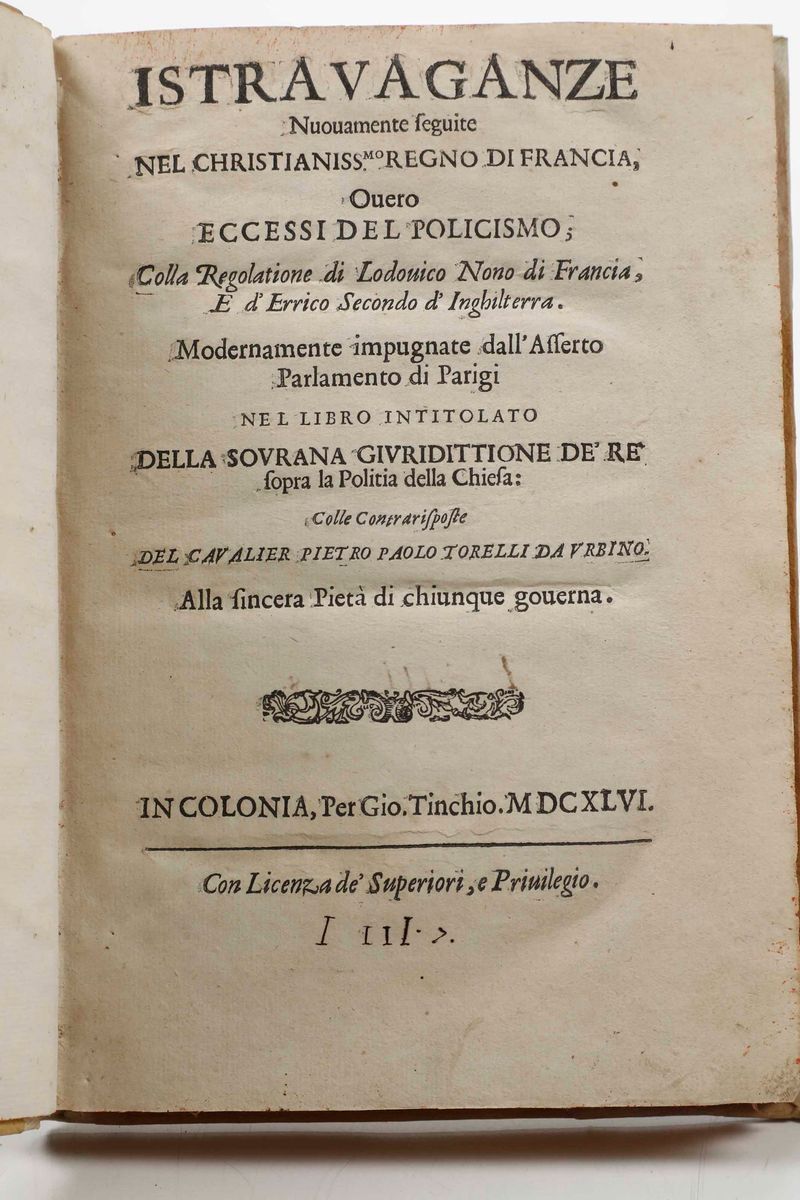 ISTRAVAGANZE
Nuouamente ſeguite
NEL CHRISTIANISS.ᴹᴼ REGNO DI FRANCIA,
Ouero
ECCESSI DEL POLICISMO,
Colla Regolatione di Lodouico Nono di Francia,
E d'Errico Secondo d'Inghilterra.
Modernamente impugnate dall'Aſſerto
Parlamento di Parigi
NEL LIBRO INTITOLATO
DELLA SOVRANA GIVRIDITTIONE DE' RE'
ſopra la Politia della Chieſa:
Colle Contrariſpoſte
DEL CAVALIER PIETRO PAOLO TORELLI DA VRBINO.
Alla ſincera Pietà di chiunque gouerna.
IN COLONIA, Per Gio. Tinchio. MDCXLVI.
Con Licenza de' Superiori, e Priuilegio.